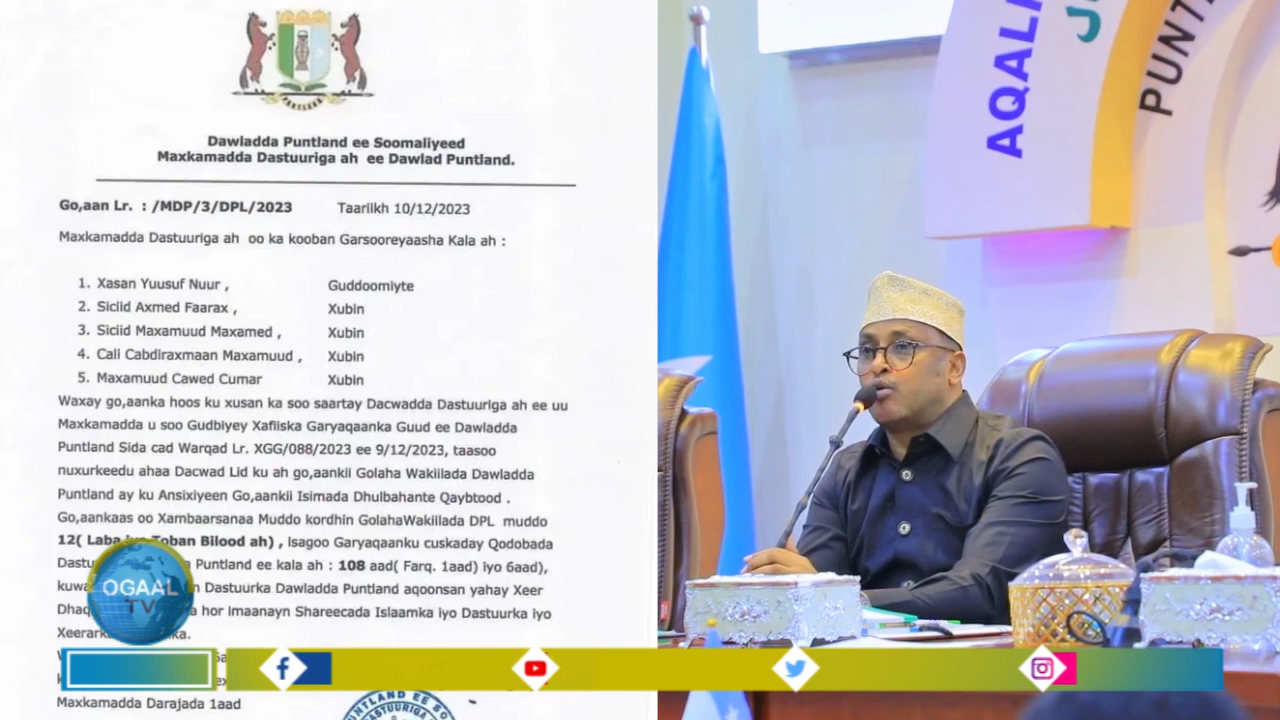 PUNTLAND
Dawladda Puntland ee Soomaliyeed
Maxkamadda Dastuuriga ah ee Dawlad Puntland.
Go,aan Lr. : /MDP/3/DPL/2023 Taariikh 10/12/2023
Maxkamadda Dastuuriga ah oo ka kooban Garsooreyaasha Kala ah :
1. Xasan Yuusuf Nuur , Guddoomiyte
2. Siciid Axmed Faarax , Xubin
3. Siciid Maxamuud Maxamed , Xubin
4. Cali Cabdiraxmaan Maxamuud , Xubin
5. Maxamuud Cawed Cumar Xubin
Waxay go,aanka hoos ku xusan ka soo saartay Dacwadda Dastuuriga ah ee uu
Maxkamadda u soo Gudbiyey Xafiiska Garyaqaanka Guud ee Dawladda
Puntland Sida cad Warqad Lr. XGG/088/2023 ee 9/12/2023, taasoo
nuxurkeedu ahaa Dacwad Lid ku ah go,aankii Golaha Wakiilada Dawladda
Puntland ay ku Ansixiyeen Go,aankii Isimada Dhulbahante Qaybtood .
Go,aankaas oo Xambaarsanaa Muddo kordhin GolahaWakiillada DPL muddo
12( Laba Toban Bilood ah) , Isagoo Garyaqaanku cuskaday Qodobada
Puntland ee kala ah : 108 aad( Farq. 1aad) iyo 6aad),
Dastuurka Dawladda Puntland aqoonsan yahay Xeer
hor imaanayn Shareecada Islaamka iyo Dastuurka iyo
Maxkamadda Darajada 1aad
OGAAL
TV
AQAL
PUNT